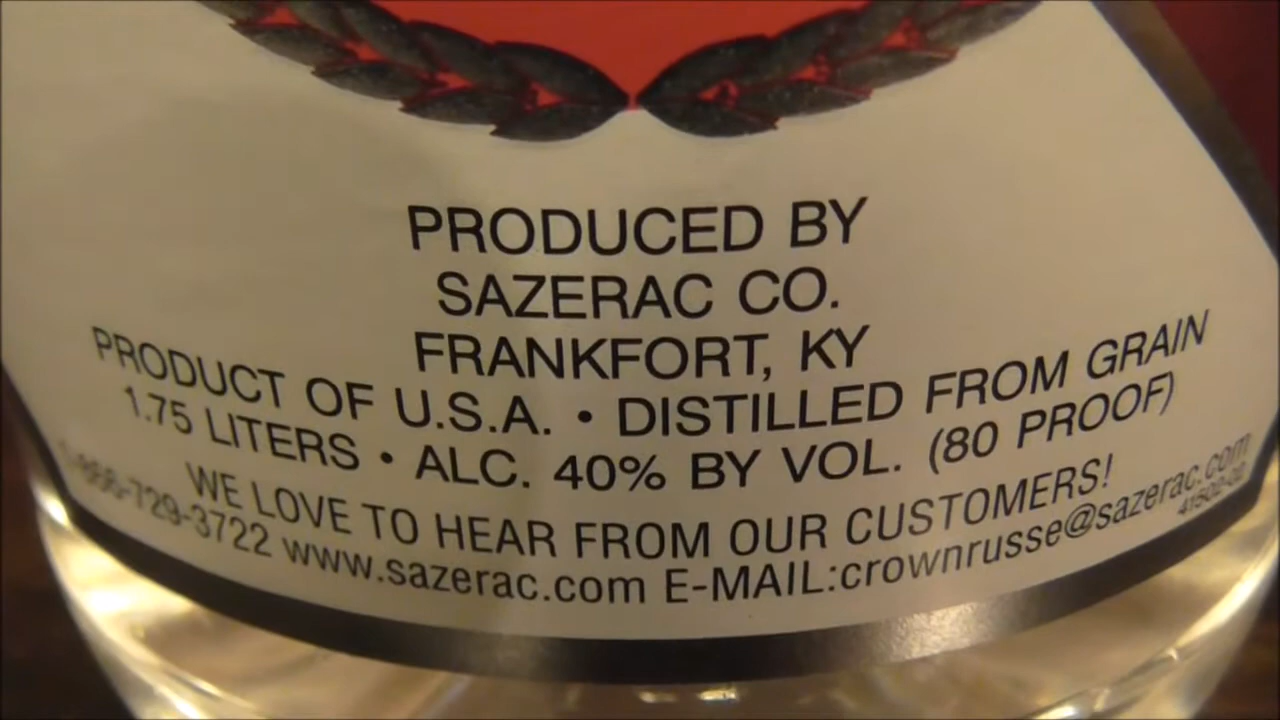 PRODUCED BY
SAZERAC CO.
FRANKFORT, KY
PRODUCT OF U.S.A. • DISTILLED FROM GRAIN
1.75 LITERS • ALC. 40% BY VOL. (80 PROOF)
WE LOVE TO HEAR FROM OUR CUSTOMERS!
1-866-729-3722 www.sazerac.com E-MAIL:crownrusse@sazerac.com